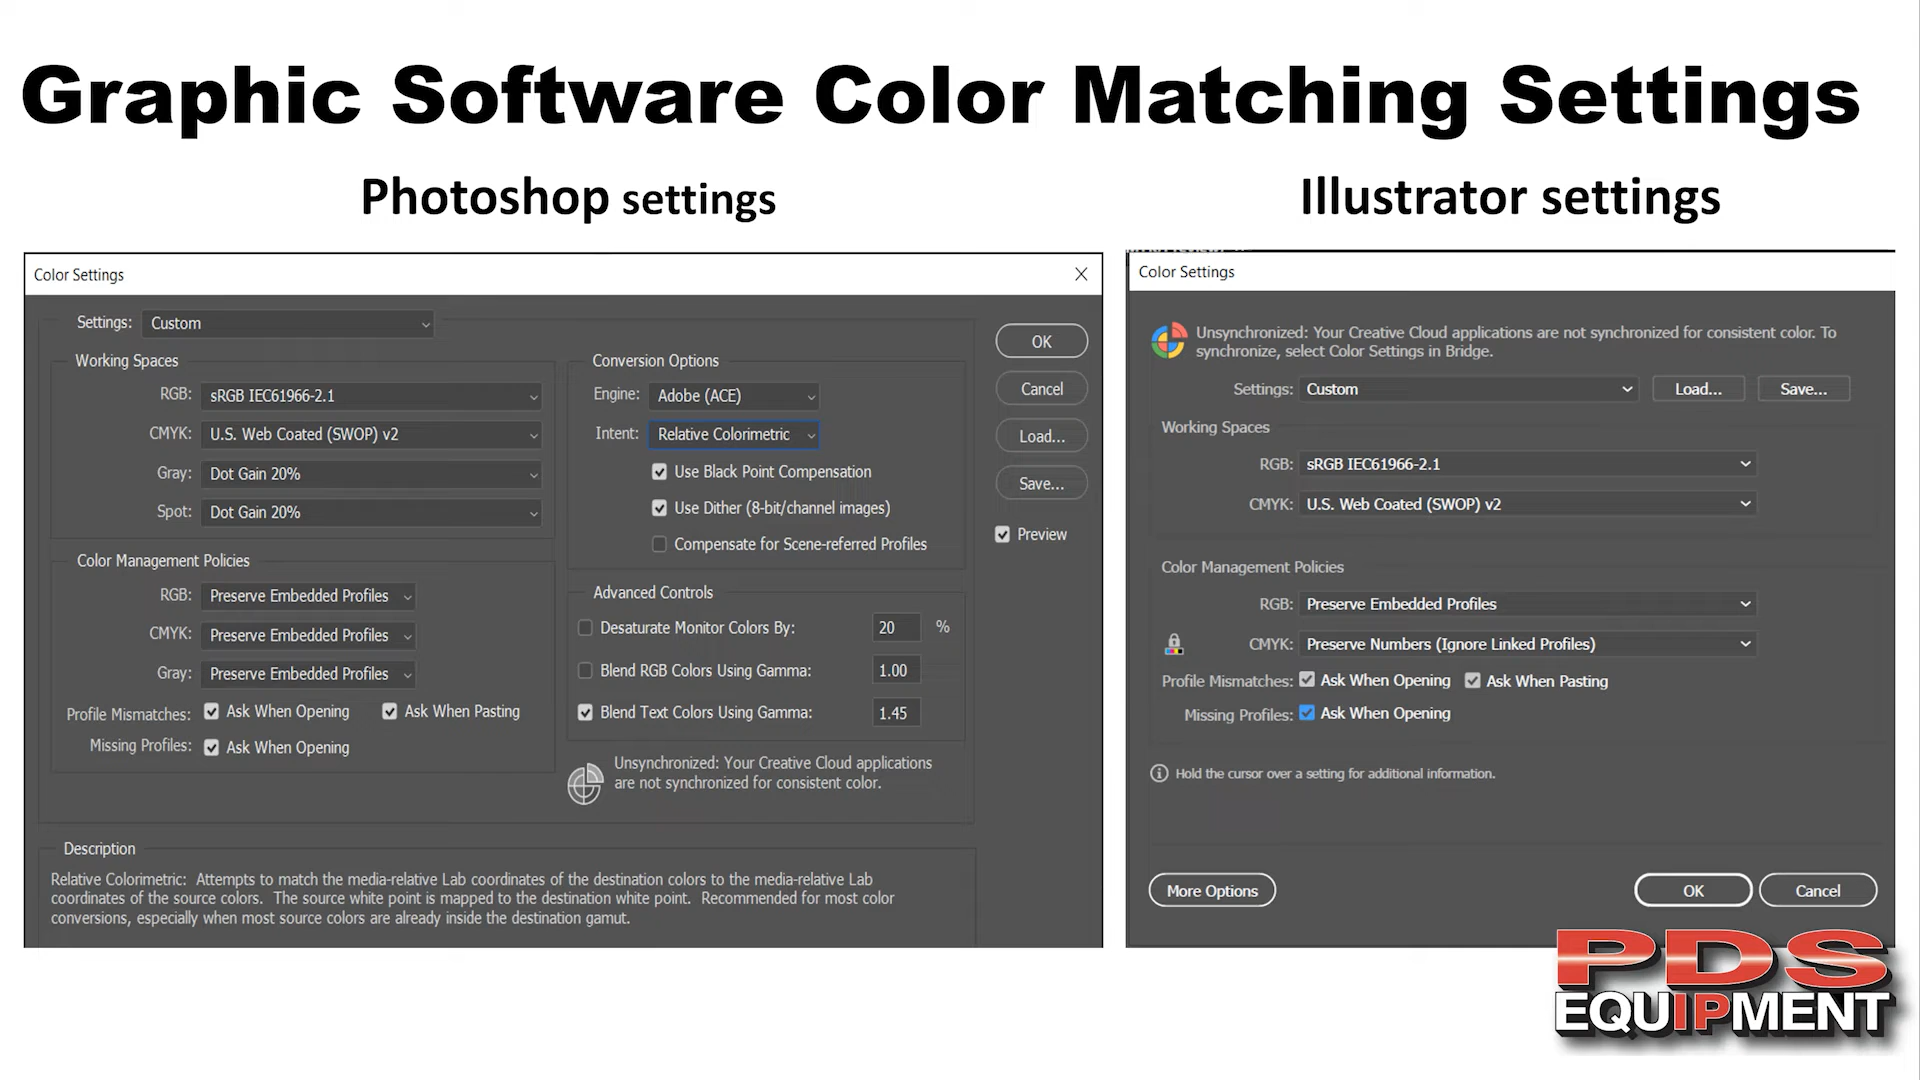 Graphic Software Color Matching Settings
Photoshop settings
Color Settings
Settings: Custom
Working Spaces
RGB: sRGB IEC61966-2.1
CMYK: U.S. Web Coated (SWOP) v2
Gray: Dot Gain 20%
Spot: Dot Gain 20%
Color Management Policies
RGB: Preserve Embedded Profiles
CMYK: Preserve Embedded Profiles
Gray: Preserve Embedded Profiles
Profile Mismatches: Ask When Opening Ask When Pasting
Missing Profiles: Ask When Opening
Conversion Options
Engine: Adobe (ACE)
Intent: Relative Colorimetric
Use Black Point Compensation
Use Dither (8-bit/channel images)
Compensate for Scene-referred Profiles
Advanced Controls
Desaturate Monitor Colors By: 20 %
Blend RGB Colors Using Gamma: 1.00
Blend Text Colors Using Gamma: 1.45
Unsynchronized: Your Creative Cloud applications
are not synchronized for consistent color.
OK
Cancel
Load...
Save...
Preview
Description
Relative Colorimetric: Attempts to match the media-relative Lab coordinates of the destination colors to the media-relative Lab
coordinates of the source colors. The source white point is mapped to the destination white point. Recommended for most color
conversions, especially when most source colors are already inside the destination gamut.
Illustrator settings
Color Settings
Unsynchronized: Your Creative Cloud applications are not synchronized for consistent color. To
synchronize, select Color Settings in Bridge.
Settings: Custom Load... Save...
Working Spaces
RGB: sRGB IEC61966-2.1
CMYK: U.S. Web Coated (SWOP) v2
Color Management Policies
RGB: Preserve Embedded Profiles
CMYK: Preserve Numbers (Ignore Linked Profiles)
Profile Mismatches: Ask When Opening Ask When Pasting
Missing Profiles: Ask When Opening
Hold the cursor over a setting for additional information.
More Options OK Cancel
PDS
EQUIPMENT